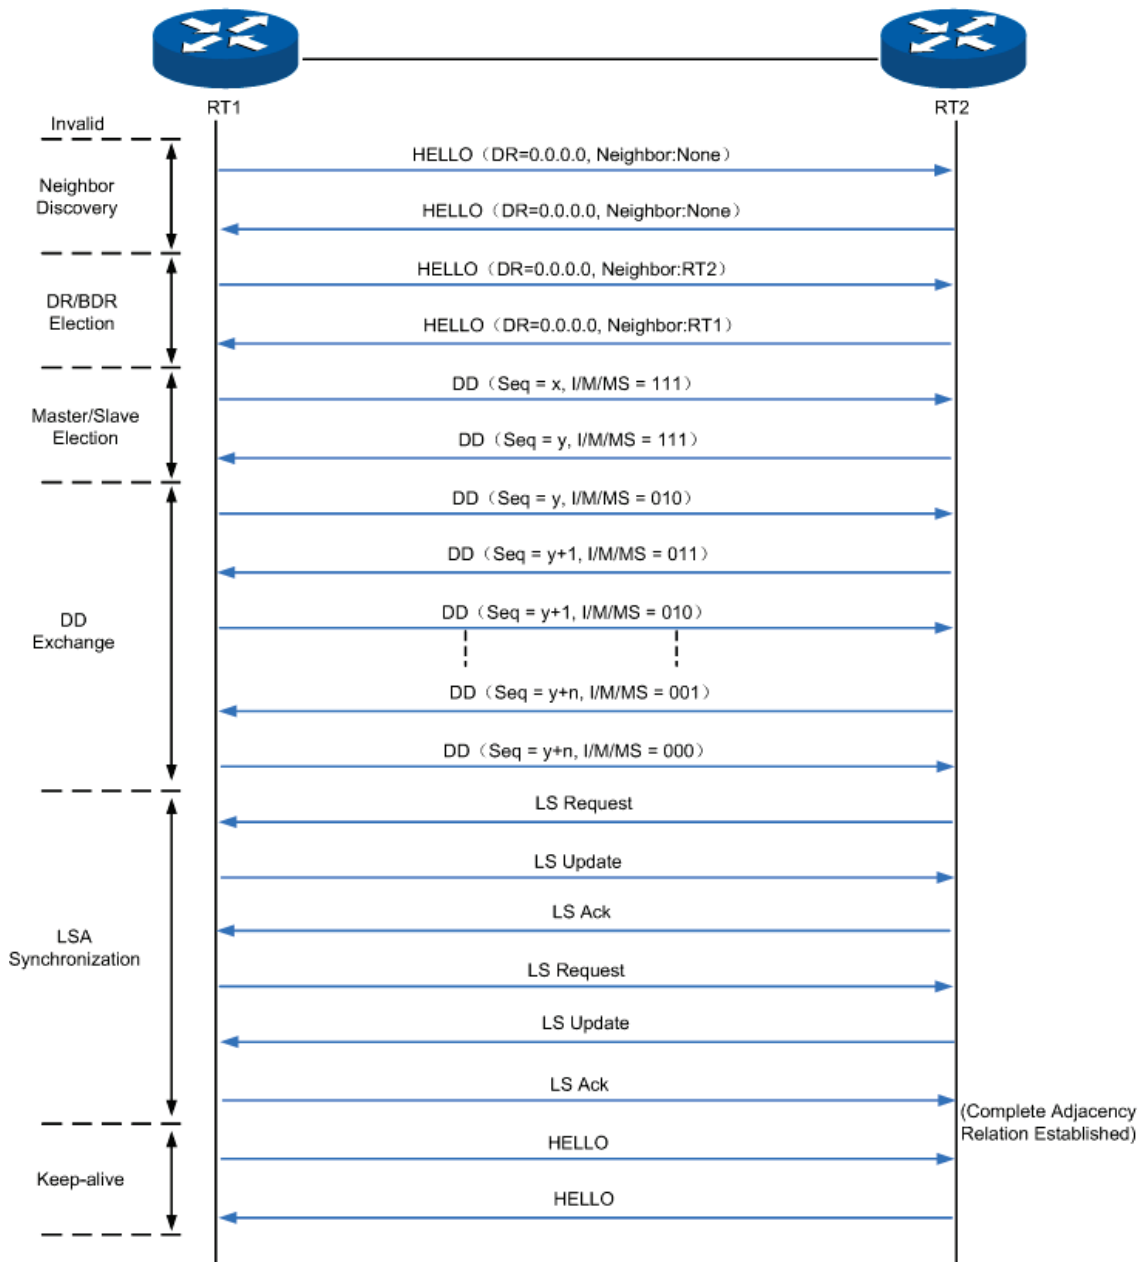 RT1
RT2
Invalid
HELLO（DR=0.0.0.0, Neighbor:None）
Neighbor
Discovery
HELLO（DR=0.0.0.0, Neighbor:None）
HELLO（DR=0.0.0.0, Neighbor:RT2）
DR/BDR
Election
HELLO（DR=0.0.0.0, Neighbor:RT1）
DD（Seq = x, I/M/MS = 111）
Master/Slave
Election
DD（Seq = y, I/M/MS = 111）
DD（Seq = y, I/M/MS = 010）
DD（Seq = y+1, I/M/MS = 011）
DD（Seq = y+1, I/M/MS = 010）
DD
Exchange
DD（Seq = y+n, I/M/MS = 001）
DD（Seq = y+n, I/M/MS = 000）
LS Request
LS Update
LS Ack
LSA
Synchronization
LS Request
LS Update
LS Ack
(Complete Adjacency
Relation Established)
HELLO
Keep-alive
HELLO